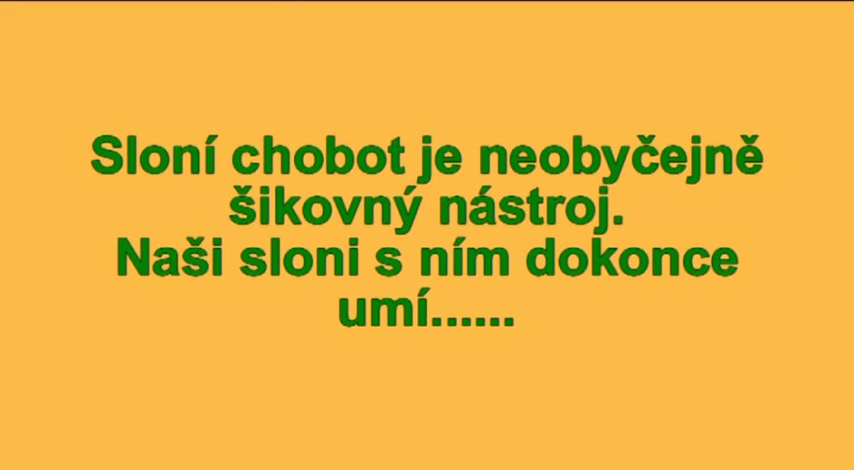 Sloní chobot je neobyčejně
šikovný nástroj.
Naši sloni s ním dokonce
umí......